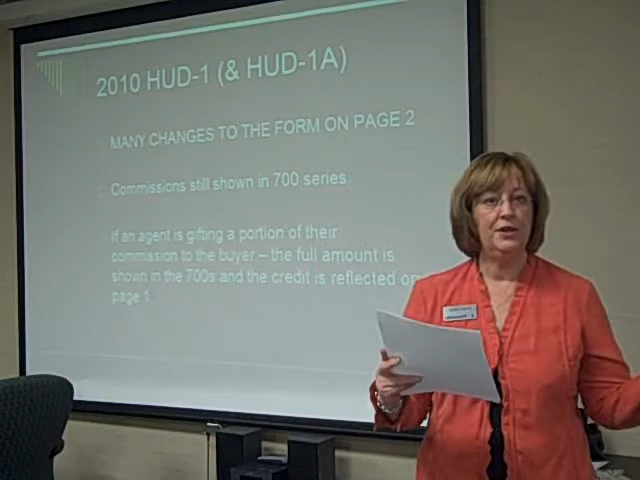 2010 HUD-1 (& HUD-1A)
MANY CHANGES TO THE FORM ON PAGE 2
Commissions still shown in 700 series.
If an agent is gifting a portion of their
commission to the buyer – the full amount is
shown in the 700s and the credit is reflected on
page 1.